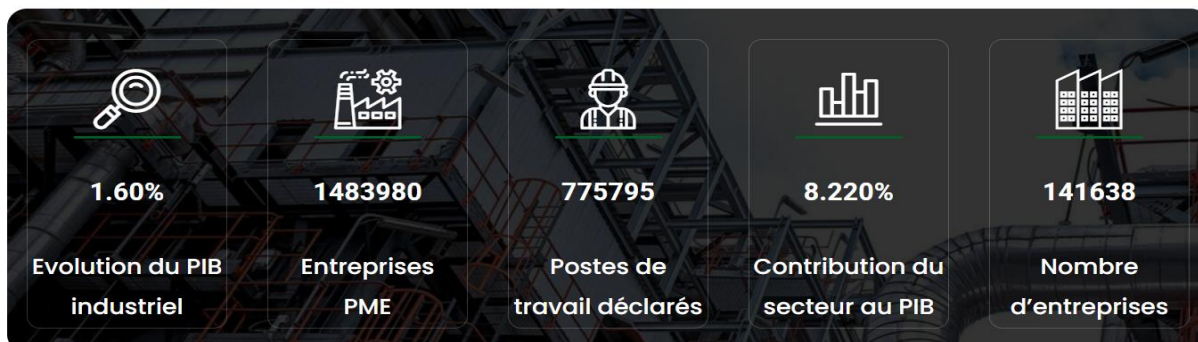 1.60%
Evolution du PIB
industriel
1483980
Entreprises
PME
775795
Postes de
travail déclarés
8.220%
Contribution du
secteur au PIB
141638
Nombre
d’entreprises